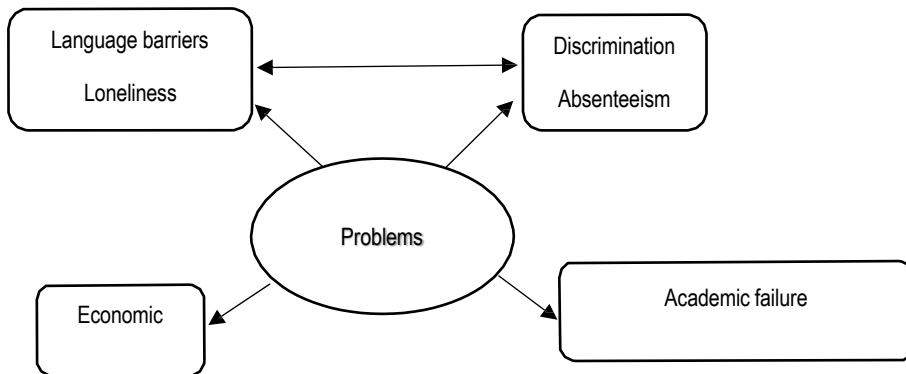 Language barriers
Loneliness
Discrimination
Absenteeism
Problems
Economic
Academic failure